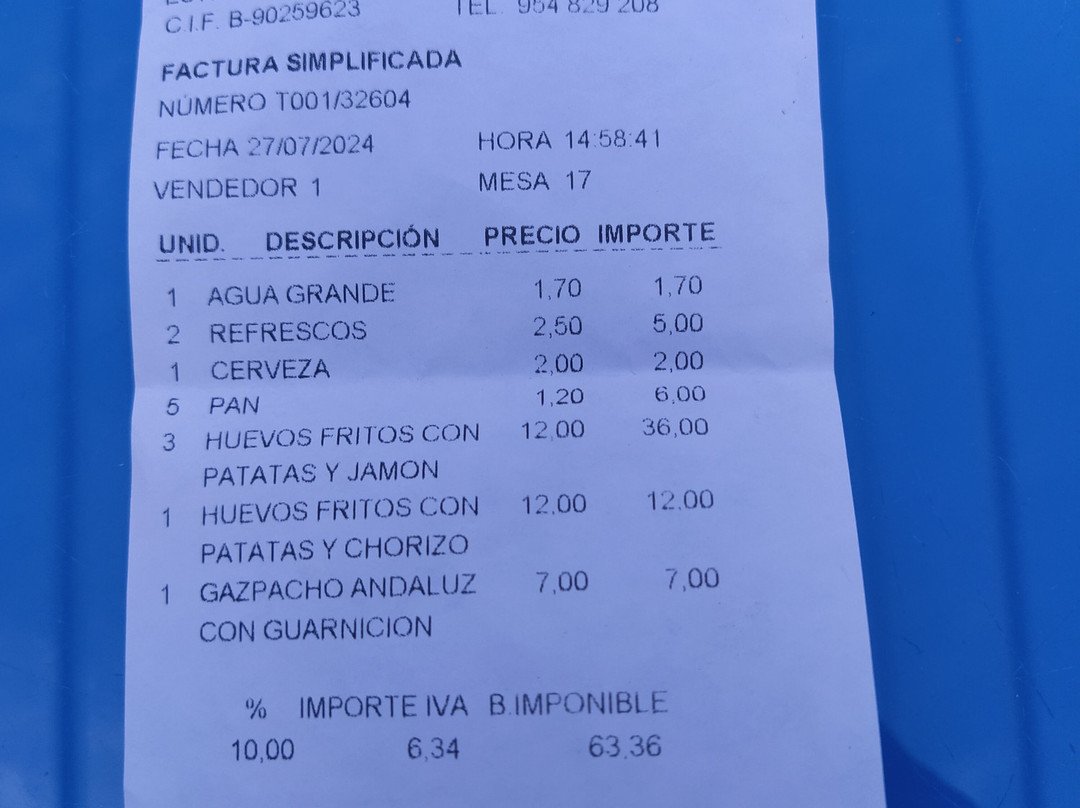 C.I.F. B-90259623 TEL. 954 829 208
FACTURA SIMPLIFICADA
NÚMERO T001/32604
FECHA 27/07/2024 HORA 14:58:41
VENDEDOR 1 MESA 17
UNID. DESCRIPCIÓN PRECIO IMPORTE
1 AGUA GRANDE 1,70 1,70
2 REFRESCOS 2,50 5,00
1 CERVEZA 2,00 2,00
5 PAN 1,20 6,00
3 HUEVOS FRITOS CON 12,00 36,00
PATATAS Y JAMON
1 HUEVOS FRITOS CON 12,00 12,00
PATATAS Y CHORIZO
1 GAZPACHO ANDALUZ 7,00 7,00
CON GUARNICION
% IMPORTE IVA B.IMPONIBLE
10,00 6,34 63,36